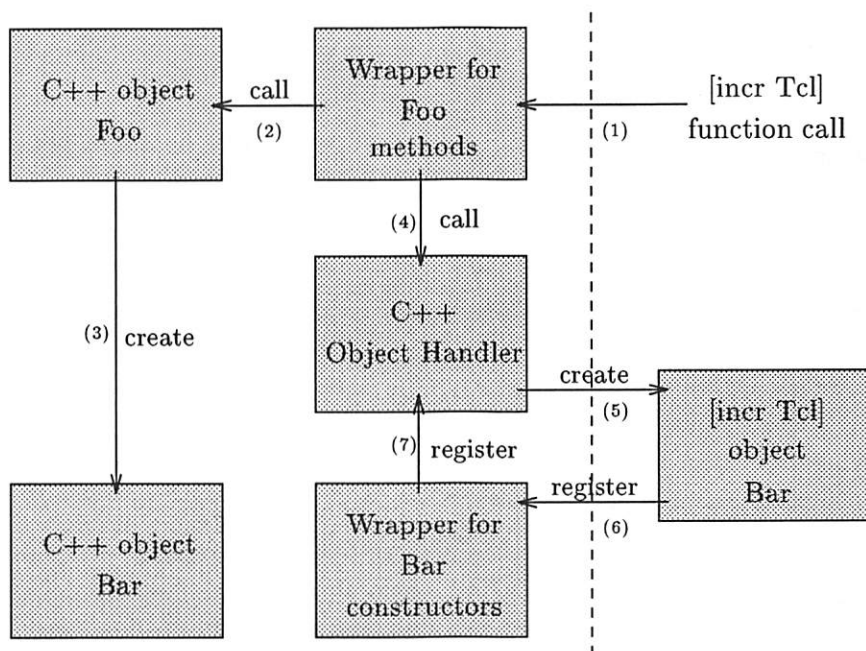 C++ object
Foo
call
(2)
Wrapper for
Foo
methods
(1)
[incr Tcl]
function call
(4)
call
(3)
create
C++
Object Handler
create
(5)
[incr Tcl]
object
Bar
(7)
register
register
(6)
C++ object
Bar
Wrapper for
Bar
constructors